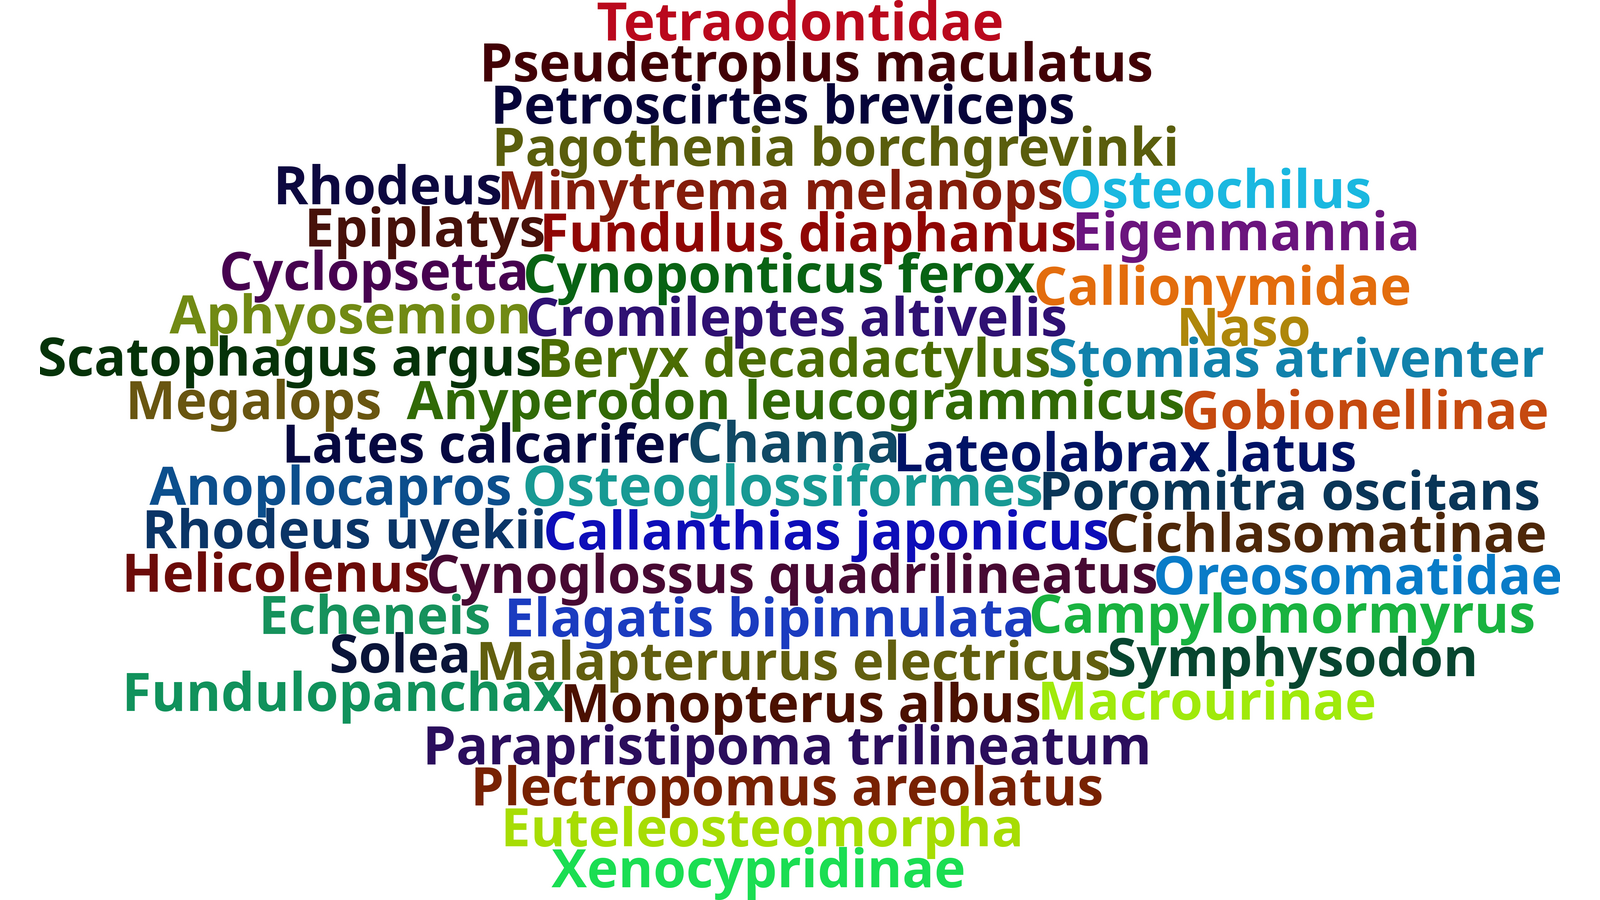 Tetraodontidae
Pseudetroplus maculatus
Petroscirtes breviceps
Pagothenia borchgrevinki
Rhodeus Minytrema melanops Osteochilus
Epiplatys Fundulus diaphanus Eigenmannia
Cyclopsetta Cynoponticus ferox Callionymidae
Aphyosemion Cromileptes altivelis Naso
Scatophagus argus Beryx decadactylus Stomias atriventer
Megalops Anyperodon leucogrammicus Gobionellinae
Lates calcarifer Channa Lateolabrax latus
Anoplocapros Osteoglossiformes Poromitra oscitans
Rhodeus uyekii Callanthias japonicus Cichlasomatinae
Helicolenus Cynoglossus quadrilineatus Oreosomatidae
Echeneis Elagatis bipinnulata Campylomormyrus
Solea Malapterurus electricus Symphysodon
Fundulopanchax Monopterus albus Macrourinae
Parapristipoma trilineatum
Plectropomus areolatus
Euteleosteomorpha
Xenocypridinae